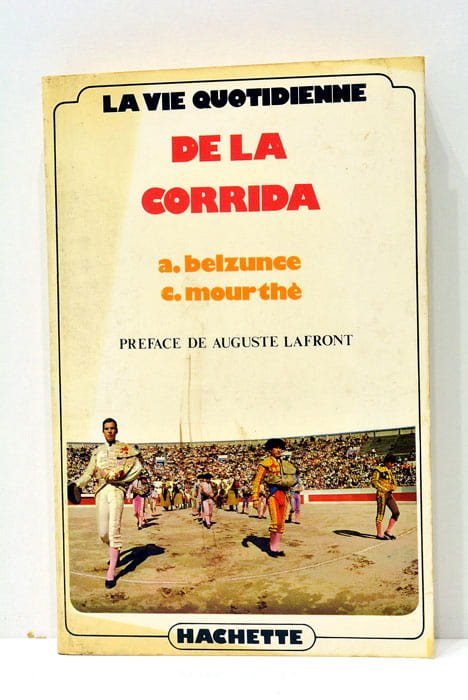 LA VIE QUOTIDIENNE
DE LA
CORRIDA
a. belzunce
c. mourthè
PREFACE DE AUGUSTE LAFRONT
HACHETTE